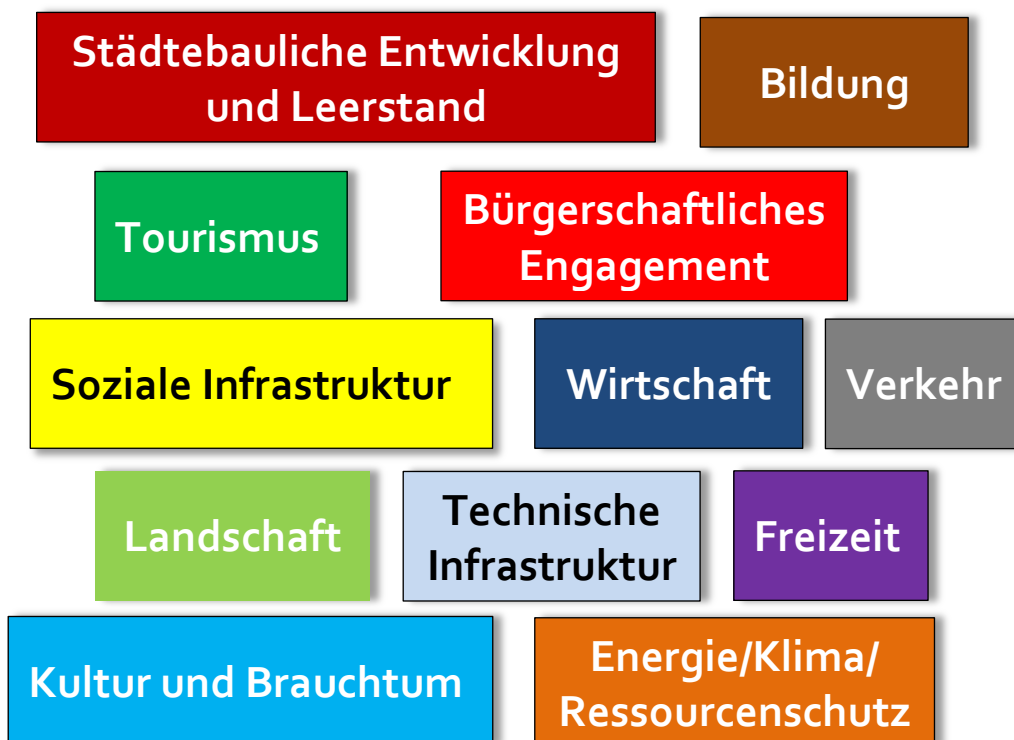 Städtebauliche Entwicklung
und Leerstand
Bildung
Tourismus
Bürgerschaftliches
Engagement
Soziale Infrastruktur
Wirtschaft
Verkehr
Landschaft
Technische
Infrastruktur
Freizeit
Kultur und Brauchtum
Energie/Klima/
Ressourcenschutz